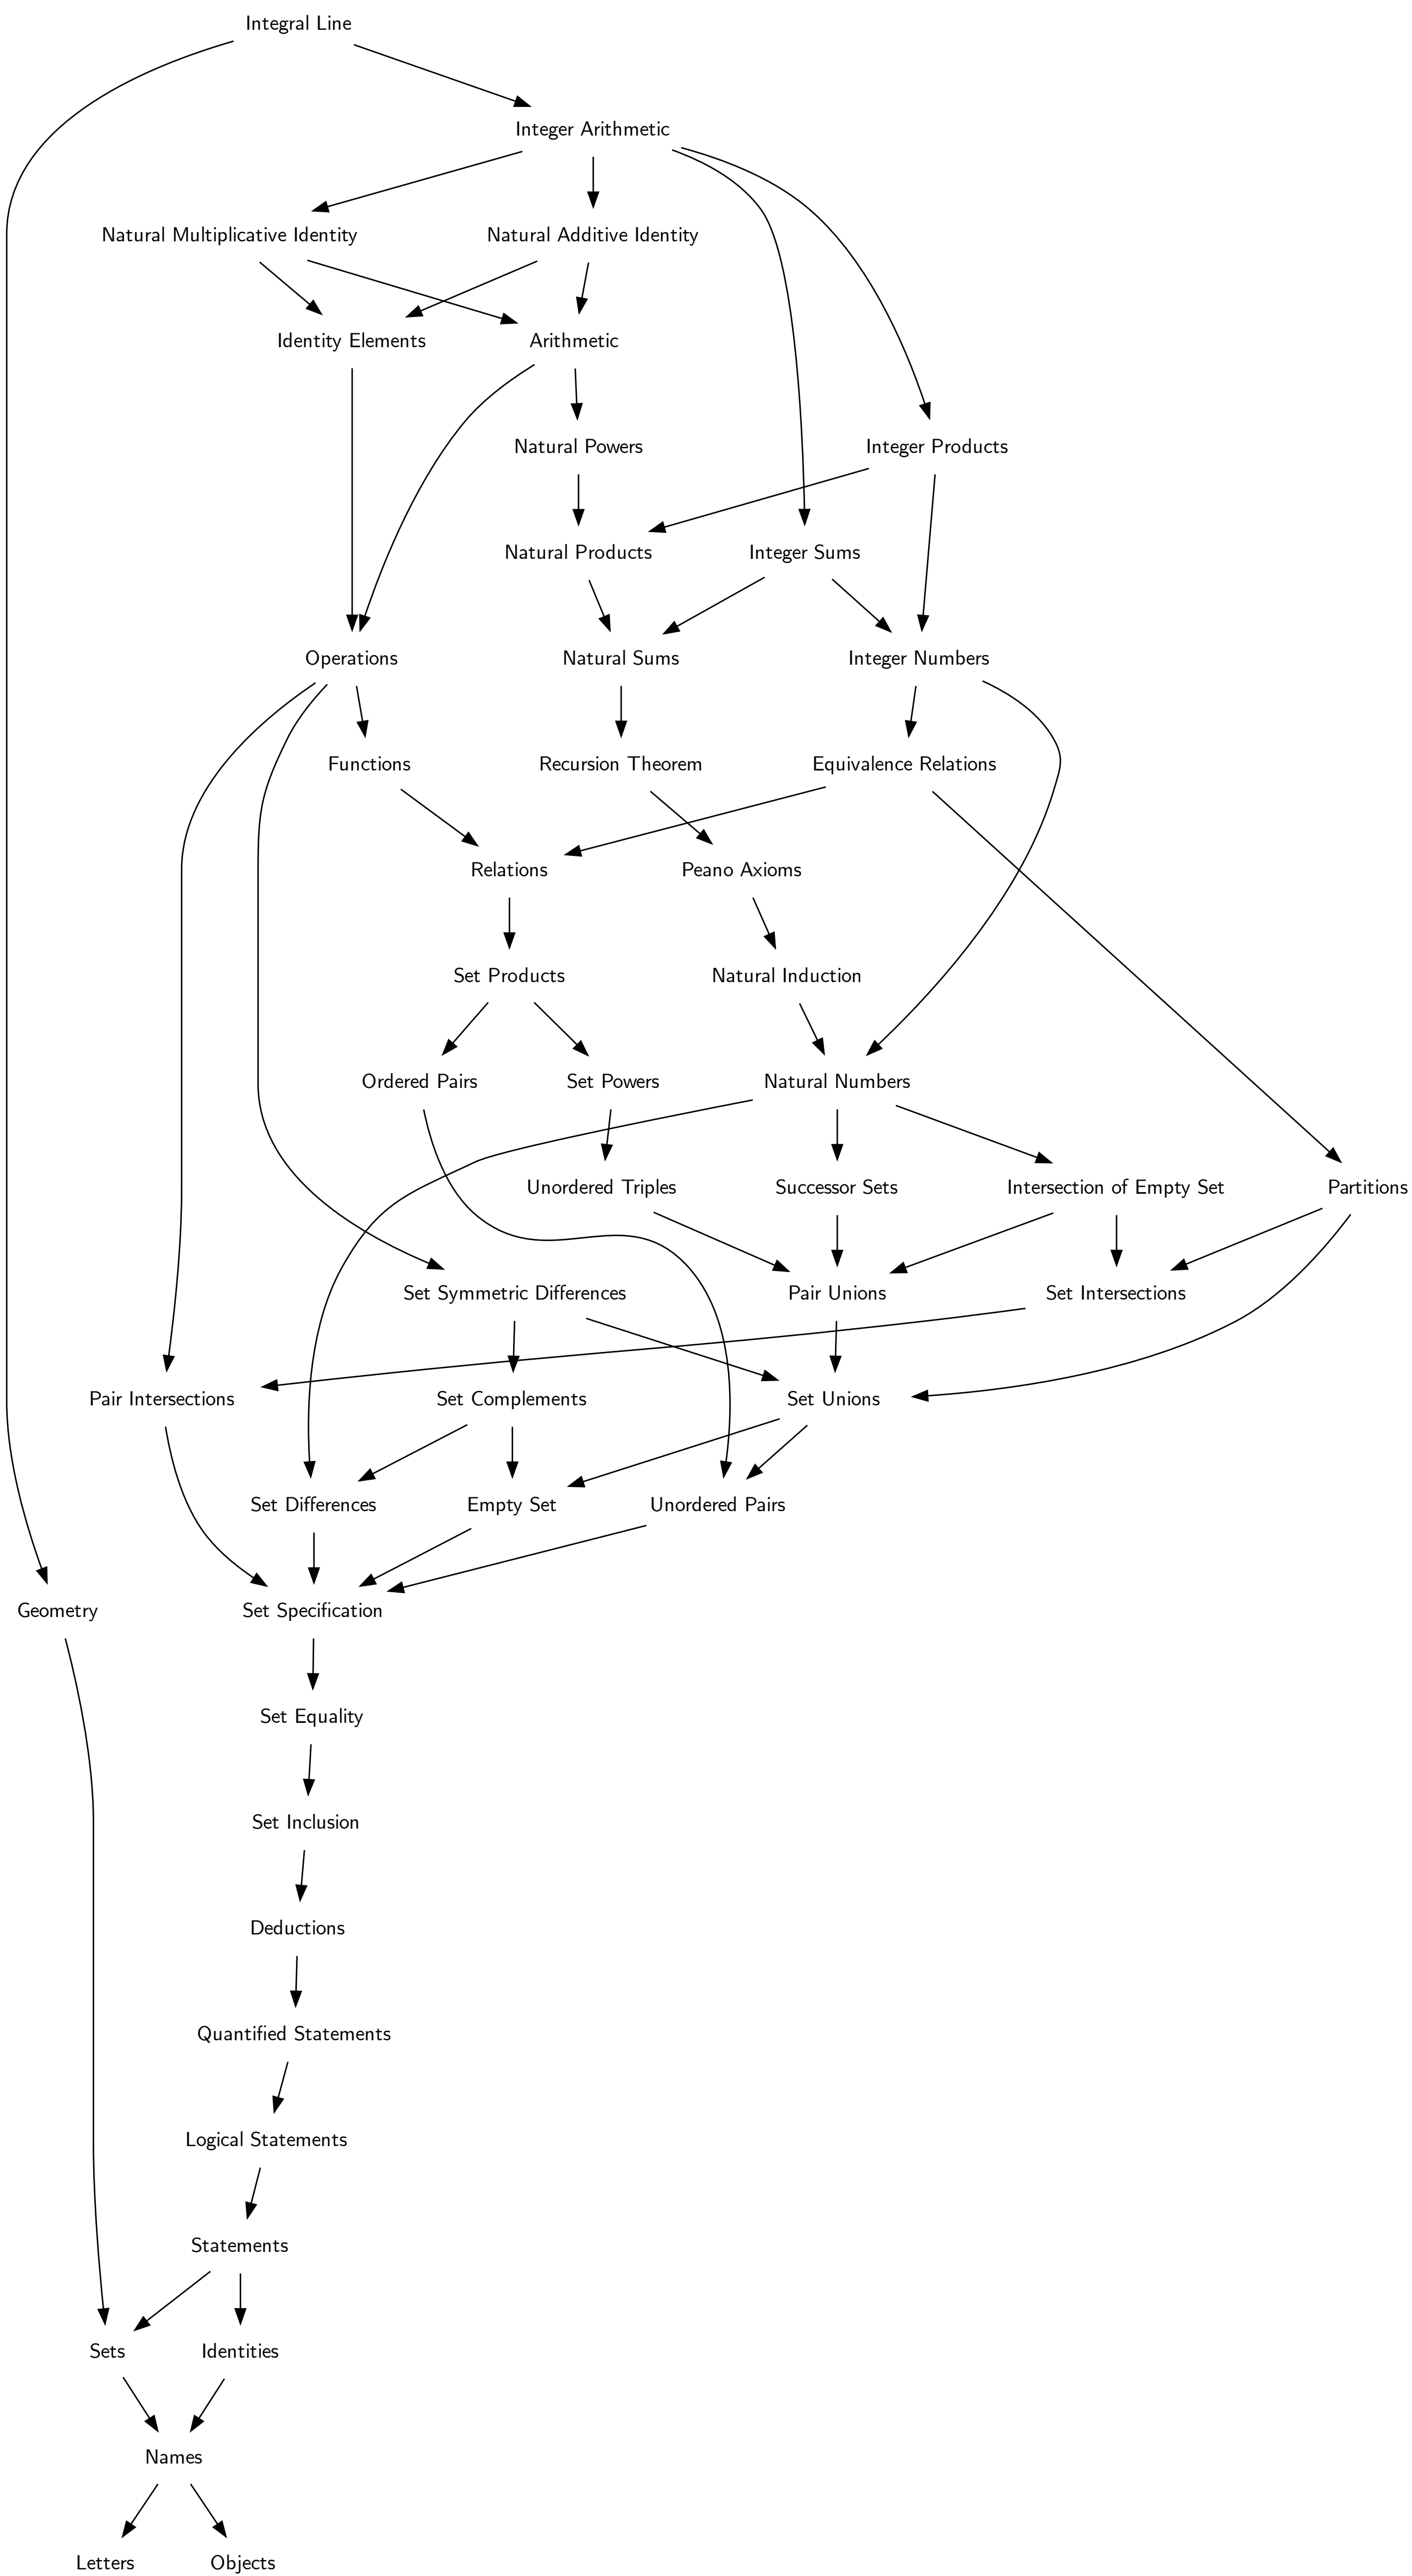 Integral Line
Integer Arithmetic
Natural Multiplicative Identity
Natural Additive Identity
Identity Elements
Arithmetic
Natural Powers
Integer Products
Natural Products
Integer Sums
Operations
Natural Sums
Integer Numbers
Functions
Recursion Theorem
Equivalence Relations
Relations
Peano Axioms
Set Products
Natural Induction
Ordered Pairs
Set Powers
Natural Numbers
Unordered Triples
Successor Sets
Intersection of Empty Set
Partitions
Set Symmetric Differences
Pair Unions
Set Intersections
Pair Intersections
Set Complements
Set Unions
Set Differences
Empty Set
Unordered Pairs
Geometry
Set Specification
Set Equality
Set Inclusion
Deductions
Quantified Statements
Logical Statements
Statements
Sets
Identities
Names
Letters
Objects